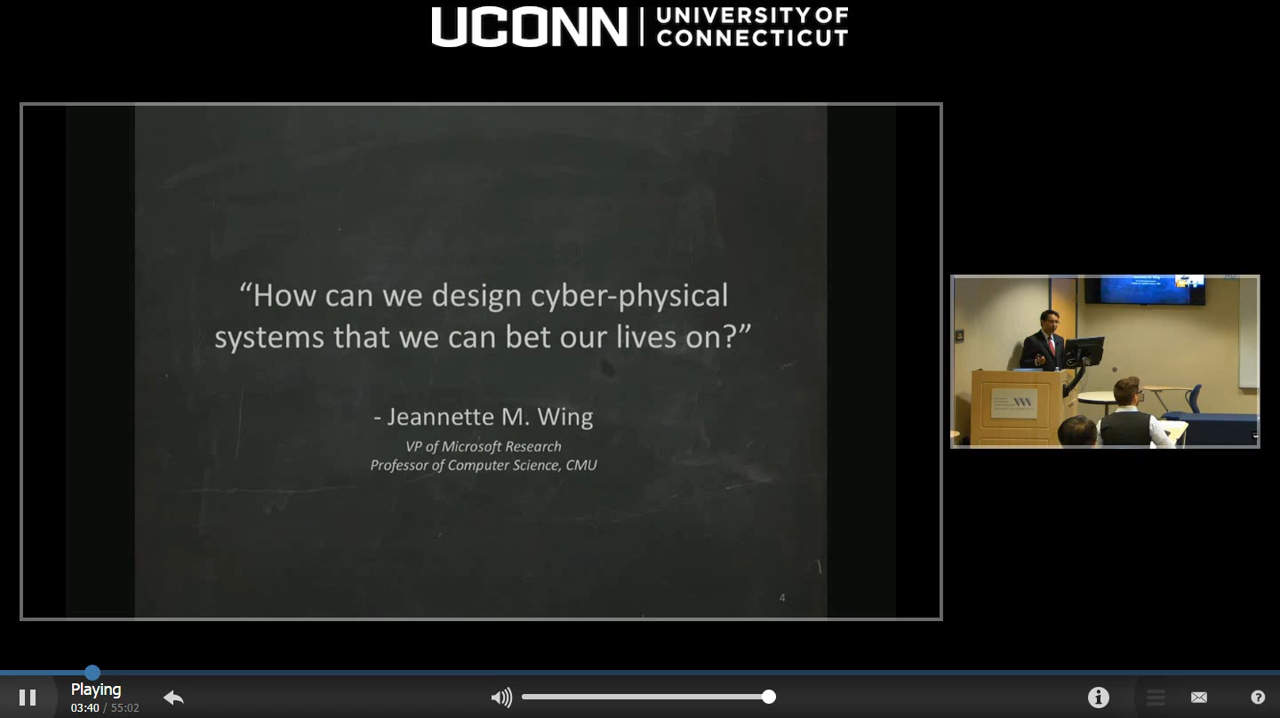 UCONN
UNIVERSITY OF
CONNECTICUT
“How can we design cyber-physical
systems that we can bet our lives on?”
- Jeannette M. Wing
VP of Microsoft Research
Professor of Computer Science, CMU
4
Playing
03:40 / 55:02